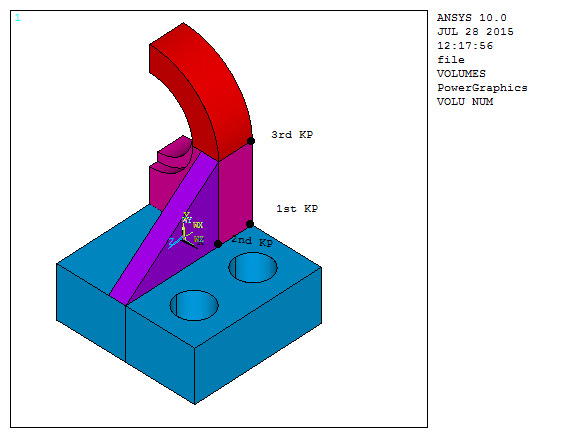 1
ANSYS 10.0
JUL 28 2015
12:17:56
file
VOLUMES
PowerGraphics
VOLU NUM
3rd KP
1st KP
2nd KP
Y
WX
Z
WZ